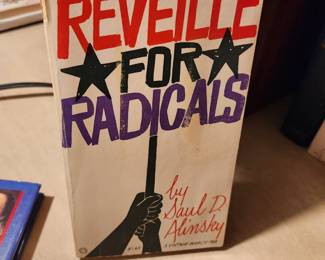 REVEILLE
FOR
RADICALS
by
Saul D.
Alinsky